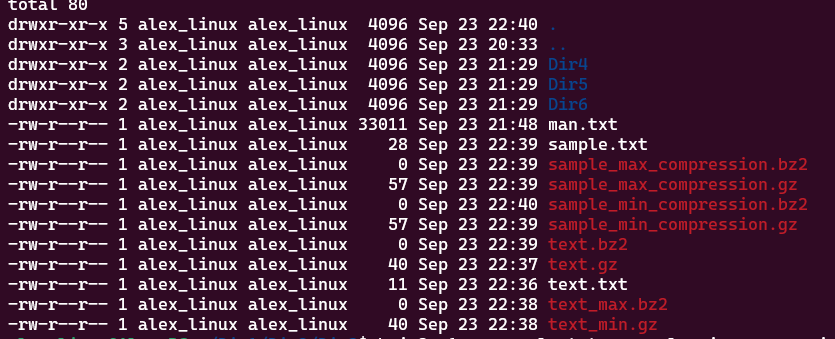 total 80
drwxr-xr-x 5 alex_linux alex_linux  4096 Sep 23 22:40 .
drwxr-xr-x 3 alex_linux alex_linux  4096 Sep 23 20:33 ..
drwxr-xr-x 2 alex_linux alex_linux  4096 Sep 23 21:29 Dir4
drwxr-xr-x 2 alex_linux alex_linux  4096 Sep 23 21:29 Dir5
drwxr-xr-x 2 alex_linux alex_linux  4096 Sep 23 21:29 Dir6
-rw-r--r-- 1 alex_linux alex_linux 33011 Sep 23 21:48 man.txt
-rw-r--r-- 1 alex_linux alex_linux    28 Sep 23 22:39 sample.txt
-rw-r--r-- 1 alex_linux alex_linux     0 Sep 23 22:39 sample_max_compression.bz2
-rw-r--r-- 1 alex_linux alex_linux    57 Sep 23 22:39 sample_max_compression.gz
-rw-r--r-- 1 alex_linux alex_linux     0 Sep 23 22:40 sample_min_compression.bz2
-rw-r--r-- 1 alex_linux alex_linux    57 Sep 23 22:39 sample_min_compression.gz
-rw-r--r-- 1 alex_linux alex_linux     0 Sep 23 22:39 text.bz2
-rw-r--r-- 1 alex_linux alex_linux    40 Sep 23 22:37 text.gz
-rw-r--r-- 1 alex_linux alex_linux    11 Sep 23 22:36 text.txt
-rw-r--r-- 1 alex_linux alex_linux     0 Sep 23 22:38 text_max.bz2
-rw-r--r-- 1 alex_linux alex_linux    40 Sep 23 22:38 text_min.gz